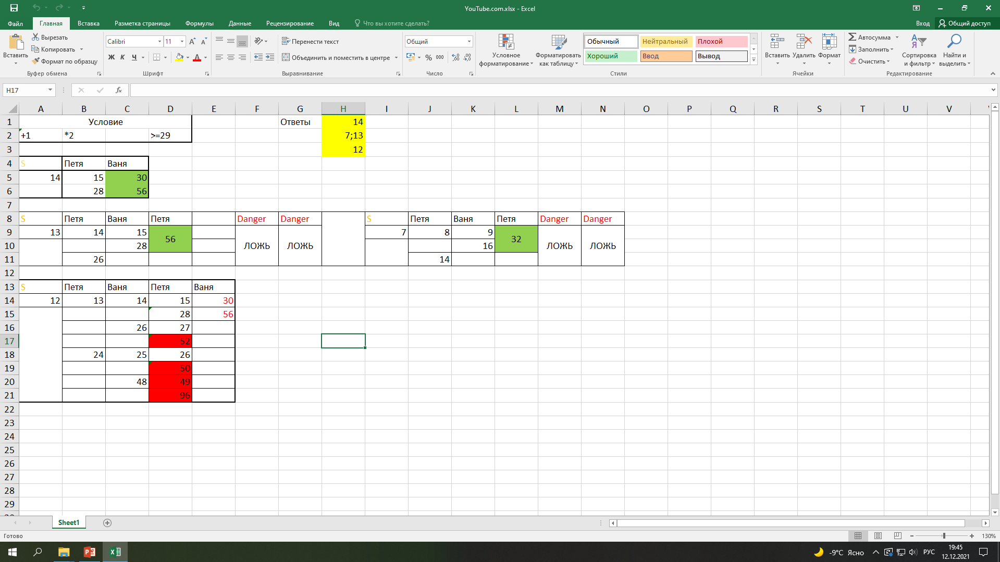 YouTube.com.xlsx - Excel
Файл Главная Вставка Разметка страницы Формулы Данные Рецензирование Вид Что вы хотите сделать? Вход Общий доступ
Вставить
Вырезать
Копировать
Формат по образцу
Буфер обмена
Calibri 11
Ж К Ч А
Шрифт
Перенести текст
Объединить и поместить в центре
Выравнивание
Общий
% 000
Число
Условное форматирование
Форматировать как таблицу
Обычный Нейтральный Плохой
Хороший Ввод Вывод
Стили
Вставить Удалить Формат
Ячейки
Автосумма
Заполнить
Очистить
Сортировка и фильтр
Найти и выделить
Редактирование
H17 fx
A B C D E F G H I J K L M N O P Q R S T U V
1 Условие Ответы 14
2 +1 *2 >=29 7;13
3 12
4 S Петя Ваня
5 14 15 30
6 28 56
7
8 S Петя Ваня Петя Danger Danger S Петя Ваня Петя Danger Danger
9 13 14 15 56 ЛОЖЬ ЛОЖЬ 7 8 9 32 ЛОЖЬ ЛОЖЬ
10 28 16
11 26 14
12
13 S Петя Ваня Петя Ваня
14 12 13 14 15 30
15 28 56
16 26 27
17 52
18 24 25 26
19 50
20 48 49
21 96
22
23
24
25
26
27
28
29
Sheet1
Готово 130%
-9°C Ясно РУС 19:45
12.12.2021